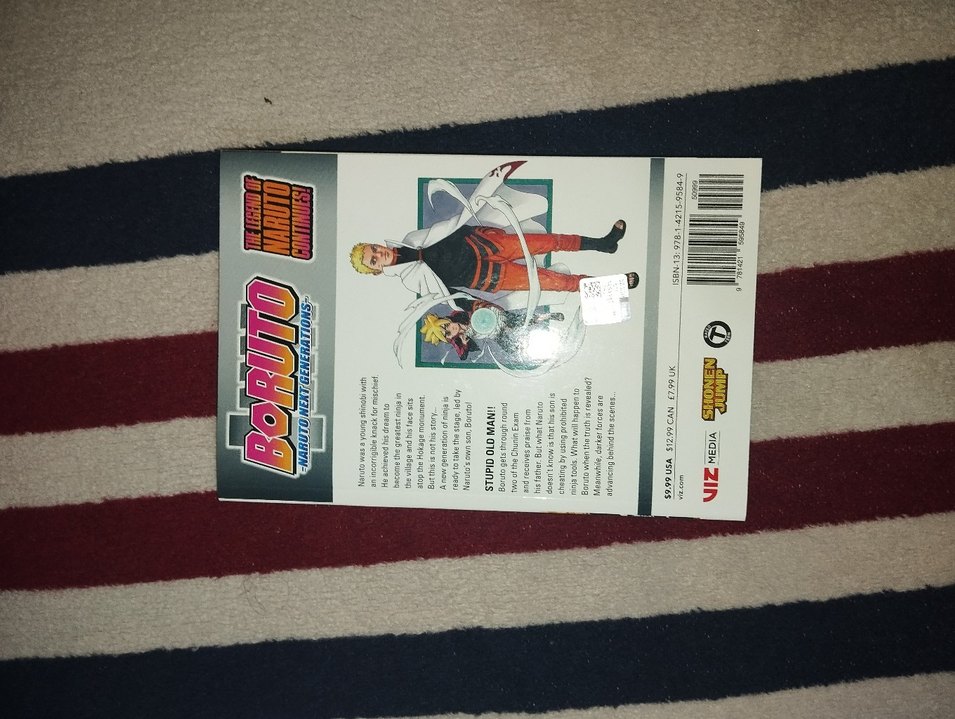 BORUTO
-NARUTO NEXT GENERATIONS-
THE LEGEND OF
NARUTO
CONTINUES!
Naruto was a young shinobi with
an incorrigible knack for mischief.
He achieved his dream to
become the greatest ninja in
the village and his face sits
atop the Hokage monument.
But this is not his story...
A new generation of ninja is
ready to take the stage, led by
Naruto's own son, Boruto!
STUPID OLD MAN!!
Boruto gets through round
two of the Chunin Exam
and receives praise from
his father. But what Naruto
doesn't know is that his son is
cheating by using prohibited
ninja tools. What will happen to
Boruto when the truth is revealed?
Meanwhile, darker forces are
advancing behind the scenes.
$9.99 USA $12.99 CAN £7.99 UK
viz.com
VIZ MEDIA
SHONEN
JUMP
T
ISBN-13: 978-1-4215-9584-9
50999
9 781421 595849